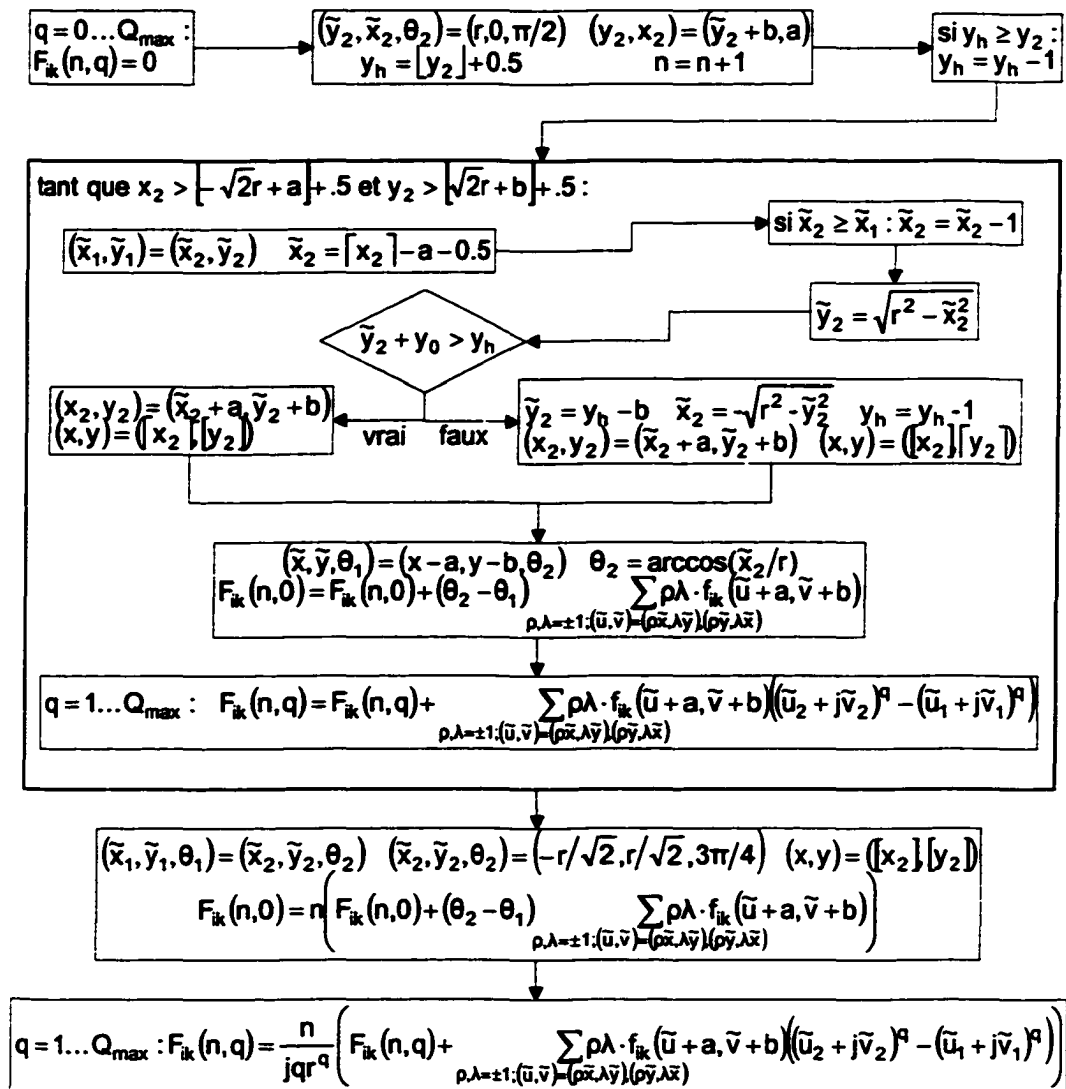 q = 0...Q_max :
F_ik(n,q) = 0
(ỹ₂, x̃₂, θ₂) = (r, 0, π/2)   (y₂, x₂) = (ỹ₂ + b, a)
y_h = ⌊y₂⌋ + 0.5   n = n + 1
si y_h ≥ y₂ :
y_h = y_h - 1
tant que x₂ > ⌊-√2r + a⌋ + .5 et y₂ > ⌊√2r + b⌋ + .5 :
(x̃₁, ỹ₁) = (x̃₂, ỹ₂)   x̃₂ = ⌈x₂⌉ - a - 0.5
si x̃₂ ≥ x̃₁ : x̃₂ = x̃₂ - 1
ỹ₂ = √(r² - x̃₂²)
ỹ₂ + y₀ > y_h
(x₂, y₂) = (x̃₂ + a, ỹ₂ + b)
(x, y) = ([x₂], [y₂])
vrai
faux
ỹ₂ = y_h - b   x̃₂ = -√(r² - ỹ₂²)   y_h = y_h - 1
(x₂, y₂) = (x̃₂ + a, ỹ₂ + b)   (x, y) = ([x₂], ⌈y₂⌉)
(x̃, ỹ, θ₁) = (x - a, y - b, θ₂)   θ₂ = arccos(x̃₂/r)
F_ik(n,0) = F_ik(n,0) + (θ₂ - θ₁) ∑ ρλ · f_ik(ũ + a, ṽ + b)
ρ,λ=±1;(ũ,ṽ)=(ρx̃,λỹ),(ρỹ,λx̃)
q = 1...Q_max :   F_ik(n,q) = F_ik(n,q) + ∑ ρλ · f_ik(ũ + a, ṽ + b)((ũ₂ + jṽ₂)^q - (ũ₁ + jṽ₁)^q)
ρ,λ=±1;(ũ,ṽ)=(ρx̃,λỹ),(ρỹ,λx̃)
(x̃₁, ỹ₁, θ₁) = (x̃₂, ỹ₂, θ₂)   (x̃₂, ỹ₂, θ₂) = (-r/√2, r/√2, 3π/4)   (x, y) = ([x₂], [y₂])
F_ik(n,0) = n(F_ik(n,0) + (θ₂ - θ₁) ∑ ρλ · f_ik(ũ + a, ṽ + b))
ρ,λ=±1;(ũ,ṽ)=(ρx̃,λỹ),(ρỹ,λx̃)
q = 1...Q_max : F_ik(n,q) = n/(jqr^q) (F_ik(n,q) + ∑ ρλ · f_ik(ũ + a, ṽ + b)((ũ₂ + jṽ₂)^q - (ũ₁ + jṽ₁)^q))
ρ,λ=±1;(ũ,ṽ)=(ρx̃,λỹ),(ρỹ,λx̃)